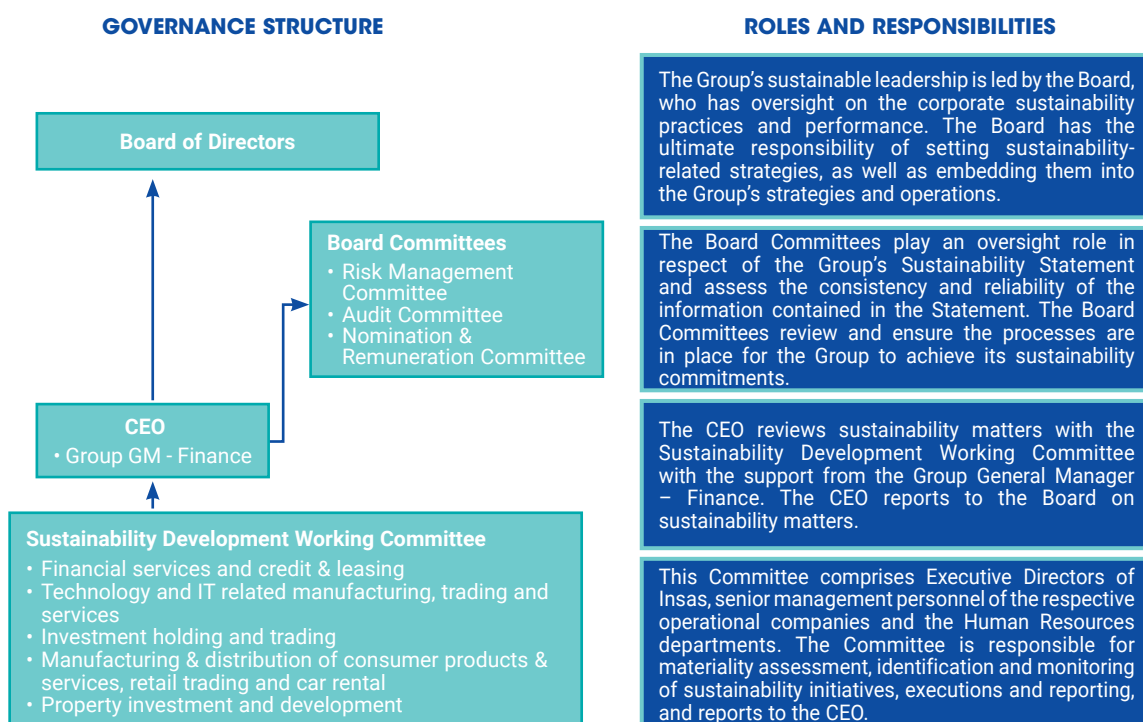 GOVERNANCE STRUCTURE
Board of Directors
Board Committees
• Risk Management
Committee
• Audit Committee
• Nomination &
Remuneration Committee
CEO
• Group GM - Finance
Sustainability Development Working Committee
• Financial services and credit & leasing
• Technology and IT related manufacturing, trading and
services
• Investment holding and trading
• Manufacturing & distribution of consumer products &
services, retail trading and car rental
• Property investment and development
ROLES AND RESPONSIBILITIES
The Group's sustainable leadership is led by the Board,
who has oversight on the corporate sustainability
practices and performance. The Board has the
ultimate responsibility of setting sustainability-
related strategies, as well as embedding them into
the Group's strategies and operations.
The Board Committees play an oversight role in
respect of the Group's Sustainability Statement
and assess the consistency and reliability of the
information contained in the Statement. The Board
Committees review and ensure the processes are
in place for the Group to achieve its sustainability
commitments.
The CEO reviews sustainability matters with the
Sustainability Development Working Committee
with the support from the Group General Manager
– Finance. The CEO reports to the Board on
sustainability matters.
This Committee comprises Executive Directors of
Insas, senior management personnel of the respective
operational companies and the Human Resources
departments. The Committee is responsible for
materiality assessment, identification and monitoring
of sustainability initiatives, executions and reporting,
and reports to the CEO.